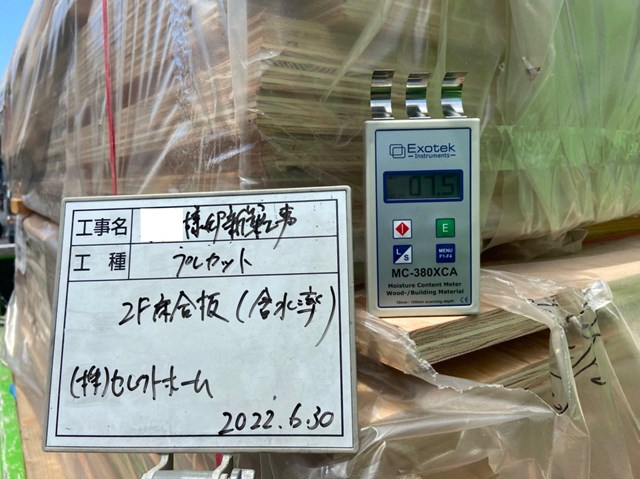 工事名 様邸新築工事
工種 プレカット
2F床合板(含水率)
(株)セレクトホーム
2022.6.30
Exotek
Instruments
07.5
E
L/S
MENU
F1-F4
MC-380XCA
Moisture Content Meter
Wood-/Building Material